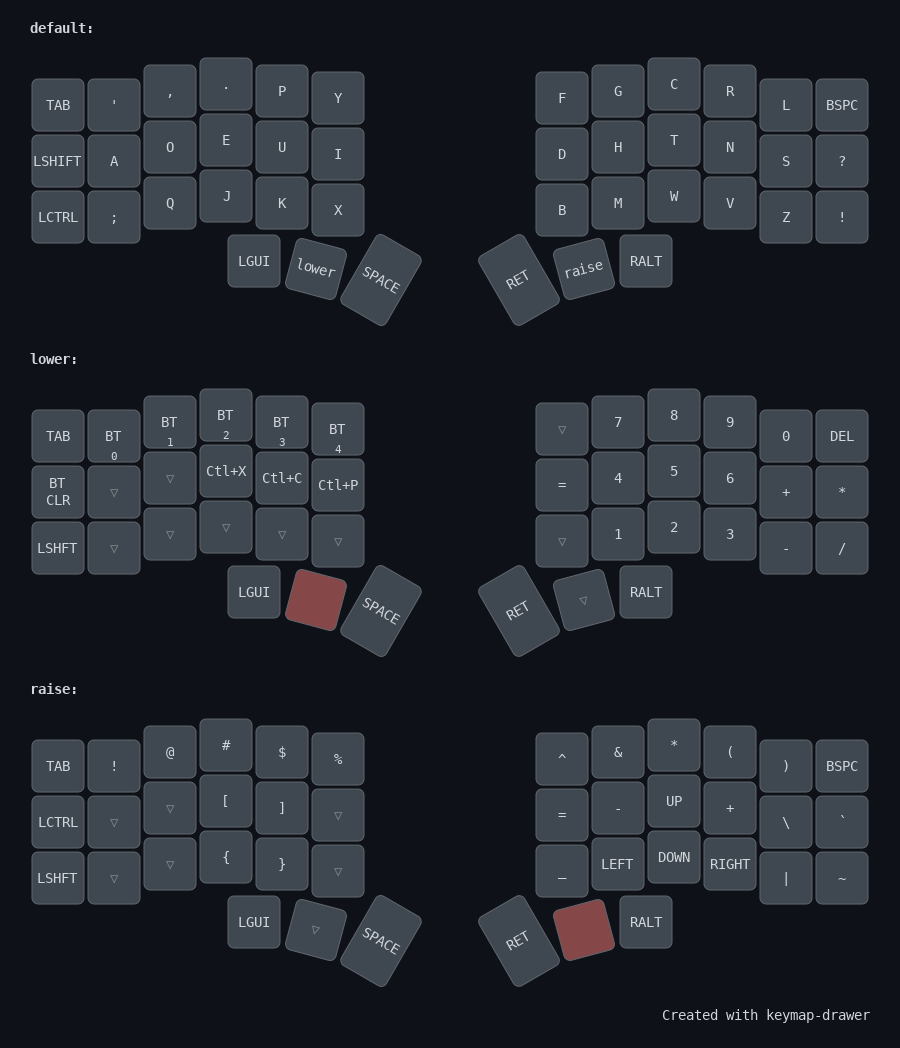 default:
TAB ' , . P Y F G C R L BSPC
LSHIFT A O E U I D H T N S ?
LCTRL ; Q J K X B M W V Z !
LGUI lower SPACE RET raise RALT
lower:
TAB BT 0 BT 1 BT 2 BT 3 BT 4 ▽ 7 8 9 0 DEL
BT CLR ▽ ▽ Ctl+X Ctl+C Ctl+P = 4 5 6 + *
LSHFT ▽ ▽ ▽ ▽ ▽ ▽ 1 2 3 - /
LGUI SPACE RET ▽ RALT
raise:
TAB ! @ # $ % ^ & * ( ) BSPC
LCTRL ▽ ▽ [ ] ▽ = - UP + \ `
LSHFT ▽ ▽ { } ▽ _ LEFT DOWN RIGHT | ~
LGUI ▽ SPACE RET RALT
Created with keymap-drawer